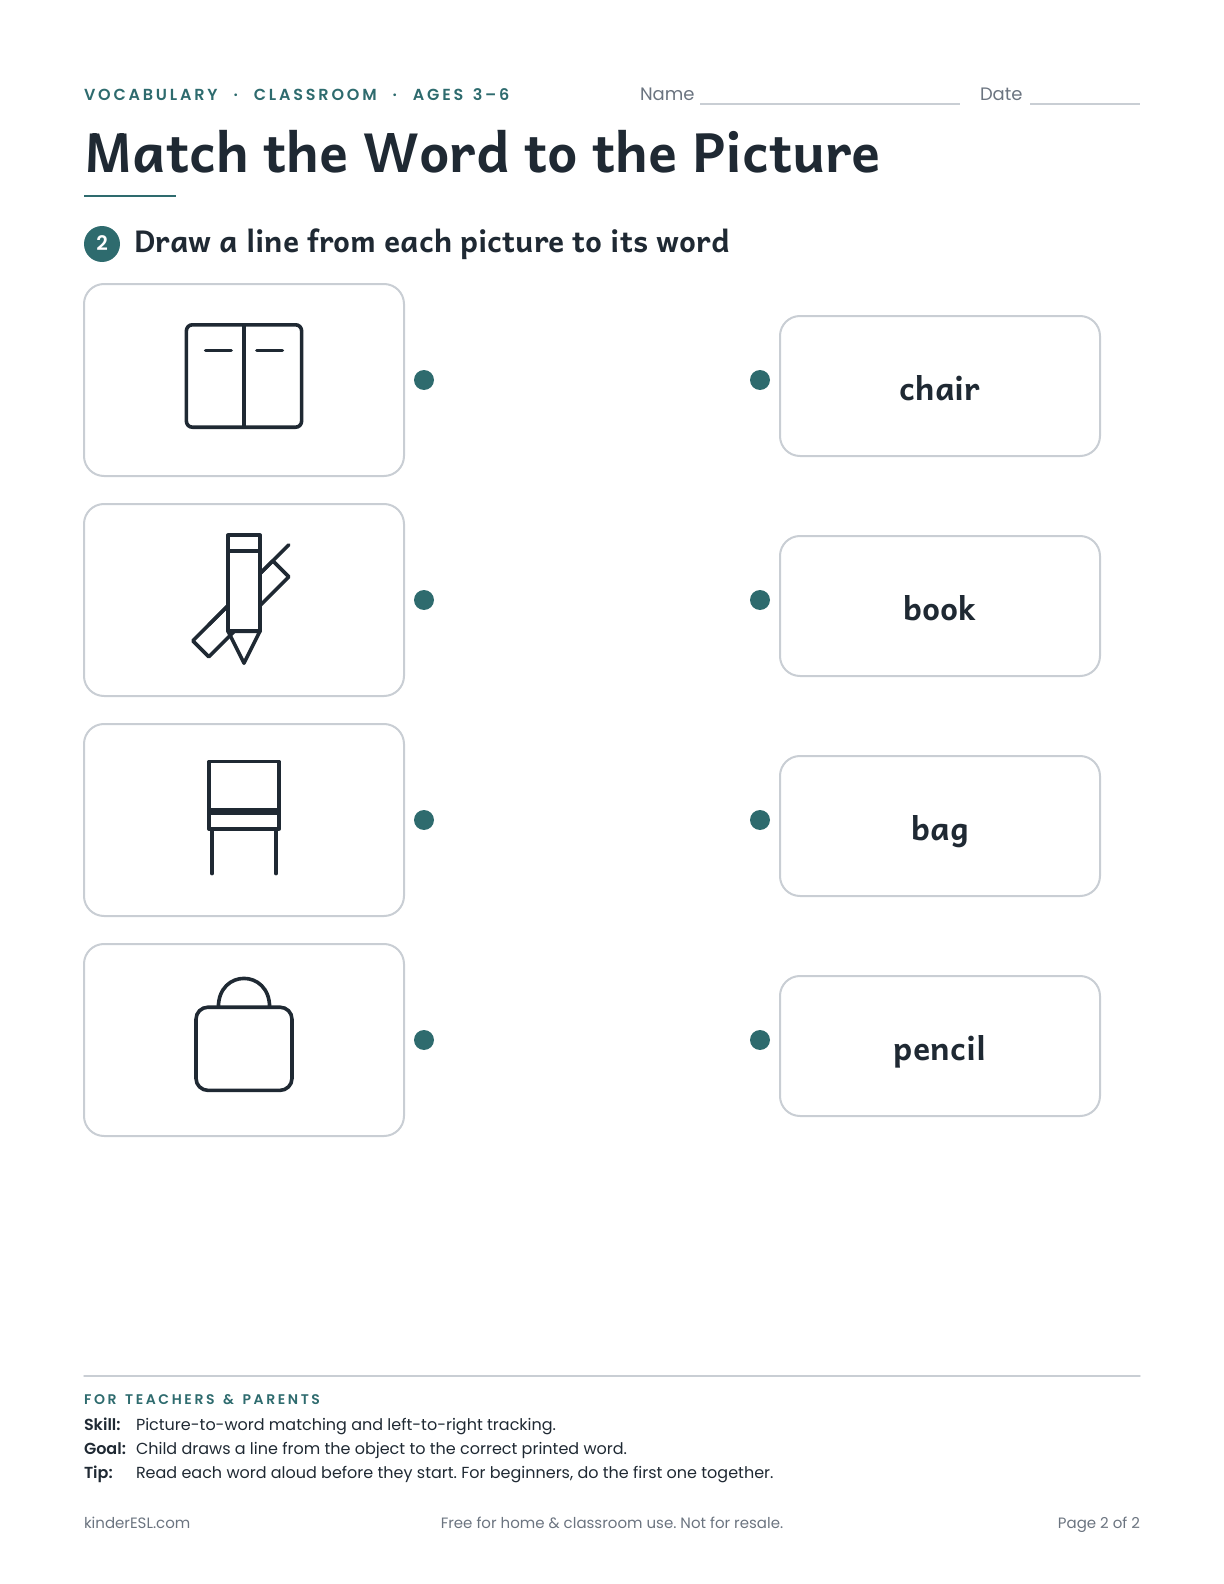 VOCABULARY · CLASSROOM · AGES 3–6
Name
Date
Match the Word to the Picture
2 Draw a line from each picture to its word
chair
book
bag
pencil
FOR TEACHERS & PARENTS
Skill: Picture-to-word matching and left-to-right tracking.
Goal: Child draws a line from the object to the correct printed word.
Tip: Read each word aloud before they start. For beginners, do the first one together.
kinderESL.com
Free for home & classroom use. Not for resale.
Page 2 of 2